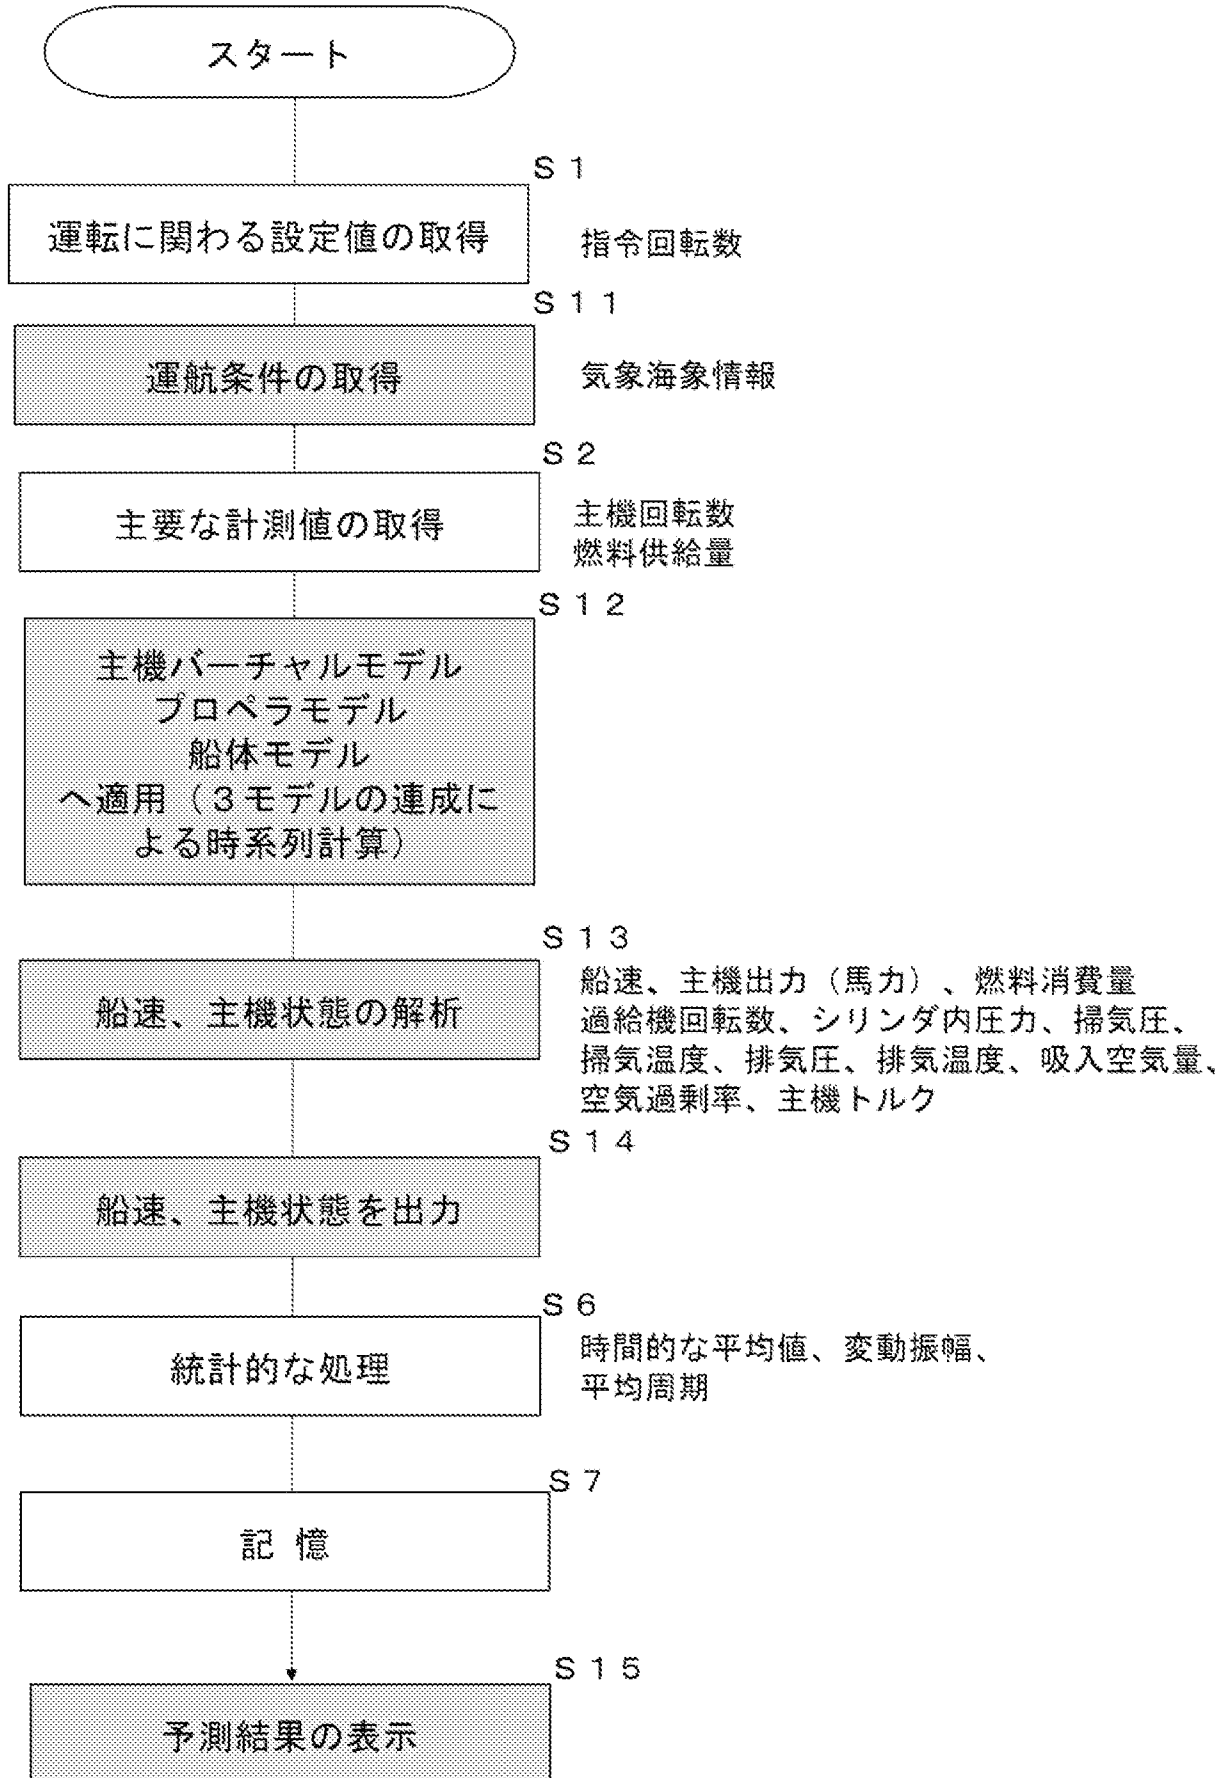 スタート
S1
運転に関わる設定値の取得
指令回転数
S11
運航条件の取得
気象海象情報
S2
主要な計測値の取得
主機回転数
燃料供給量
S12
主機バーチャルモデル
プロペラモデル
船体モデル
へ適用（3モデルの連成に
よる時系列計算）
S13
船速、主機状態の解析
船速、主機出力（馬力）、燃料消費量
過給機回転数、シリンダ内圧力、掃気圧、
掃気温度、排気圧、排気温度、吸入空気量、
空気過剰率、主機トルク
S14
船速、主機状態を出力
S6
統計的な処理
時間的な平均値、変動振幅、
平均周期
S7
記 憶
S15
予測結果の表示